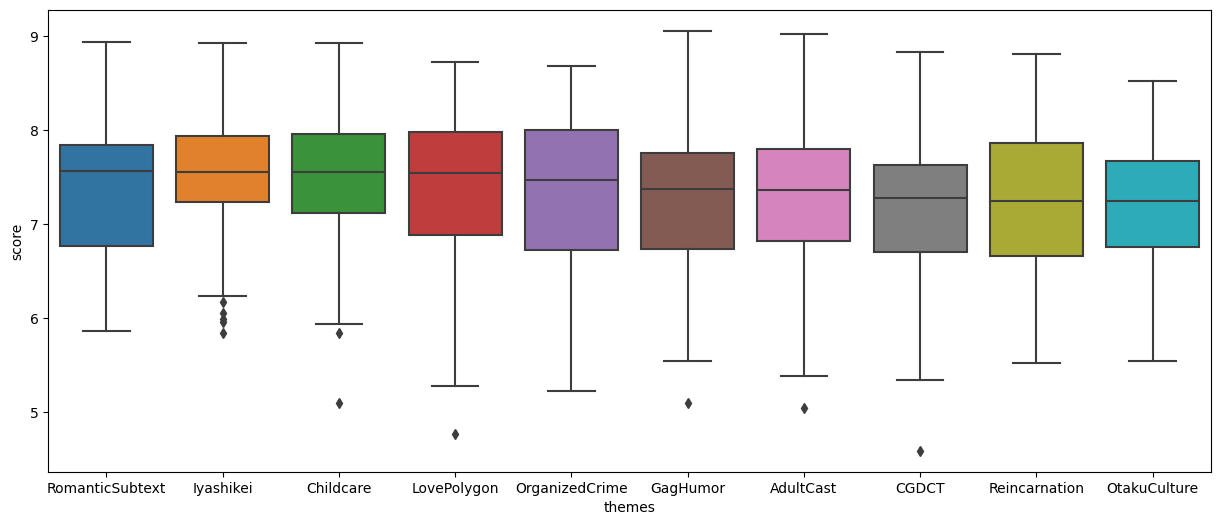 score
9
8
7
6
5
RomanticSubtext Iyashikei Childcare LovePolygon OrganizedCrime GagHumor AdultCast CGDCT Reincarnation OtakuCulture
themes